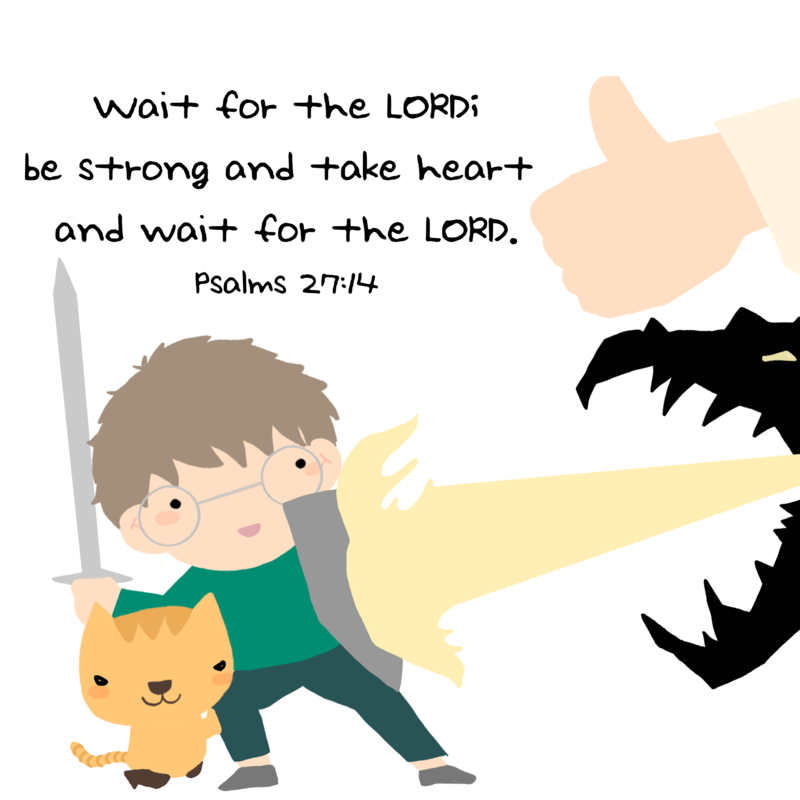 Wait for the LORD;
be strong and take heart
and wait for the LORD.
Psalms 27:14